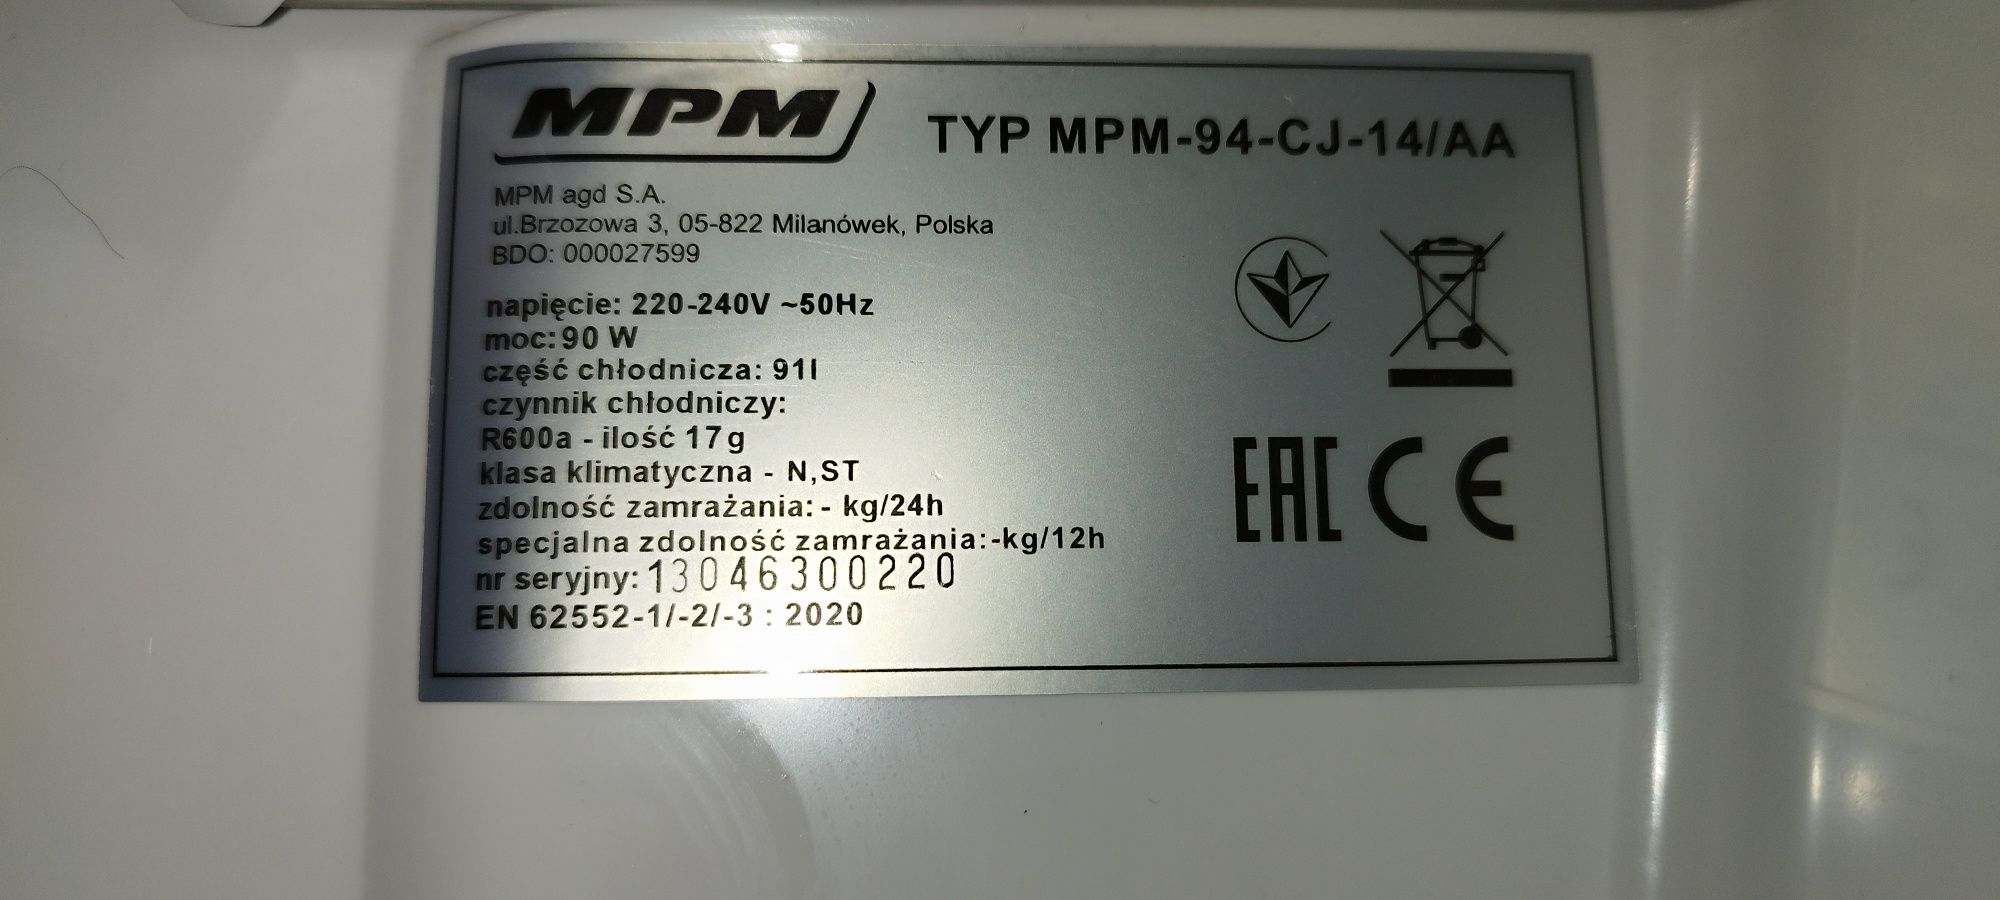 MPM
TYP MPM-94-CJ-14/AA
MPM agd S.A.
ul.Brzozowa 3, 05-822 Milanówek, Polska
BDO: 000027599
napięcie: 220-240V ~50Hz
moc: 90 W
część chłodnicza: 91l
czynnik chłodniczy:
R600a - ilość 17 g
klasa klimatyczna - N,ST
zdolność zamrażania: - kg/24h
specjalna zdolność zamrażania:-kg/12h
nr seryjny: 13046300220
EN 62552-1/-2/-3 : 2020
EAC CE